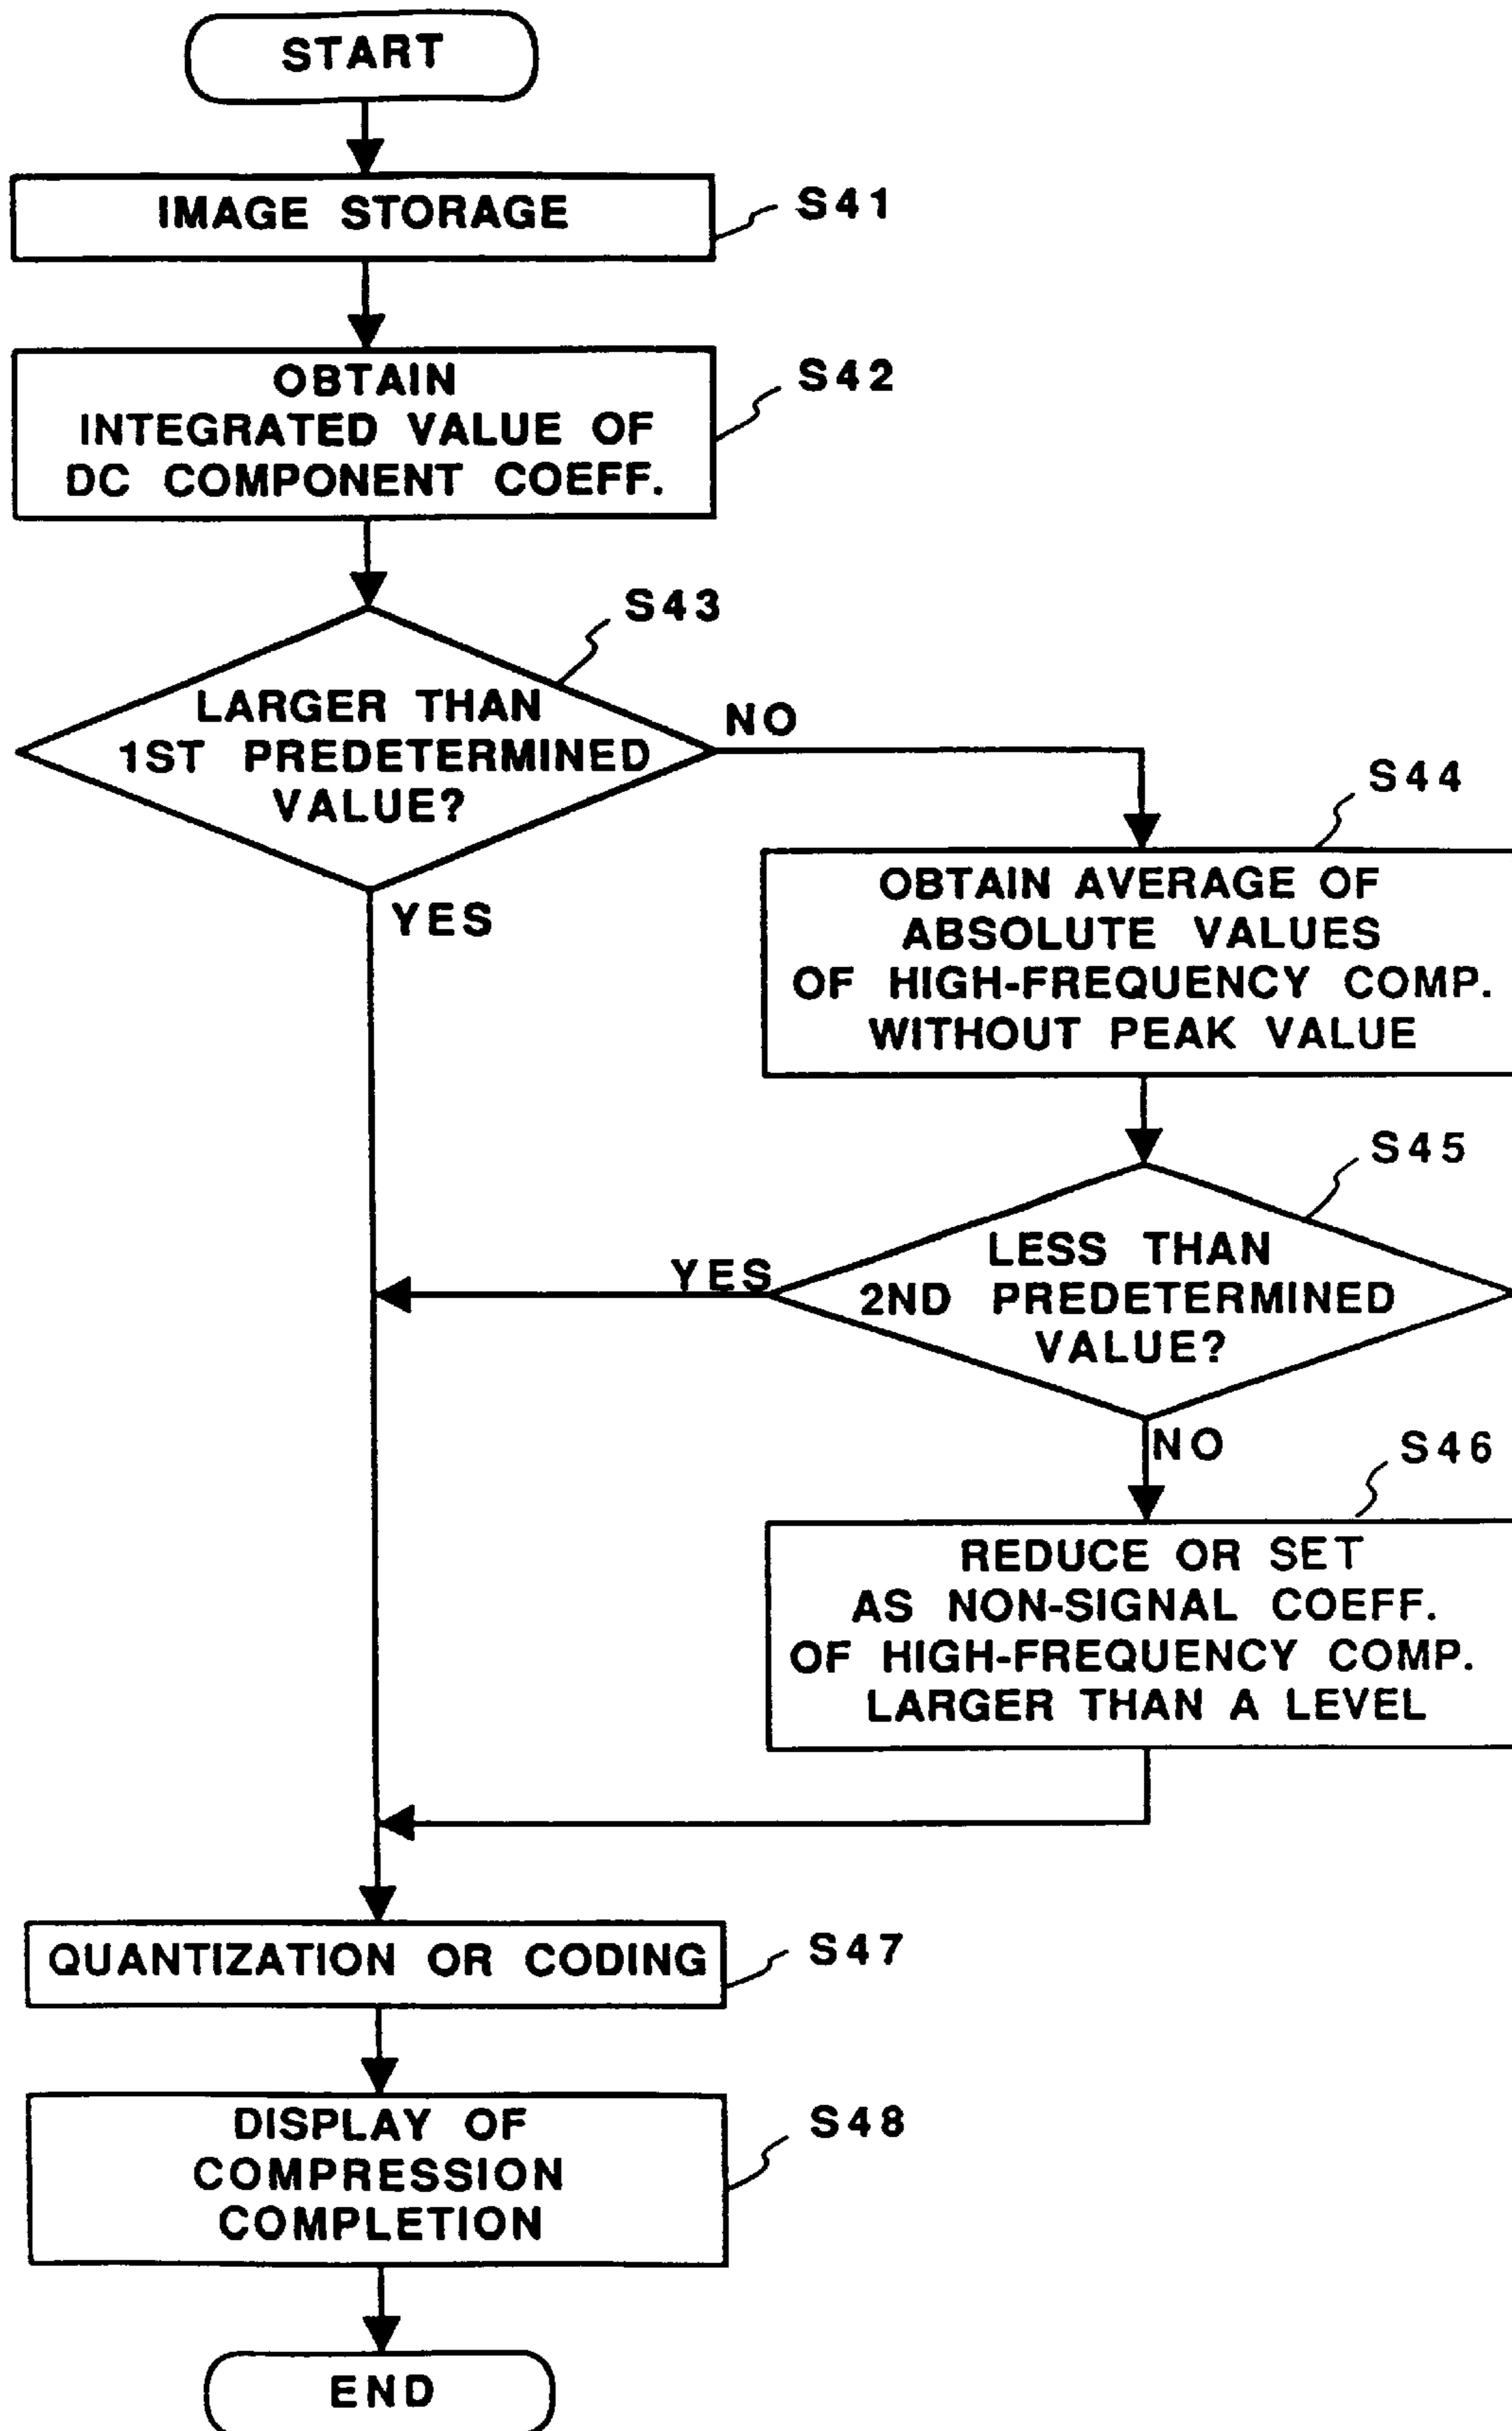 START
IMAGE STORAGE
S41
OBTAIN
INTEGRATED VALUE OF
DC COMPONENT COEFF.
S42
S43
LARGER THAN
1ST PREDETERMINED
VALUE?
NO
YES
S44
OBTAIN AVERAGE OF
ABSOLUTE VALUES
OF HIGH-FREQUENCY COMP.
WITHOUT PEAK VALUE
S45
LESS THAN
2ND PREDETERMINED
VALUE?
YES
NO
S46
REDUCE OR SET
AS NON-SIGNAL COEFF.
OF HIGH-FREQUENCY COMP.
LARGER THAN A LEVEL
QUANTIZATION OR CODING
S47
DISPLAY OF
COMPRESSION
COMPLETION
S48
END